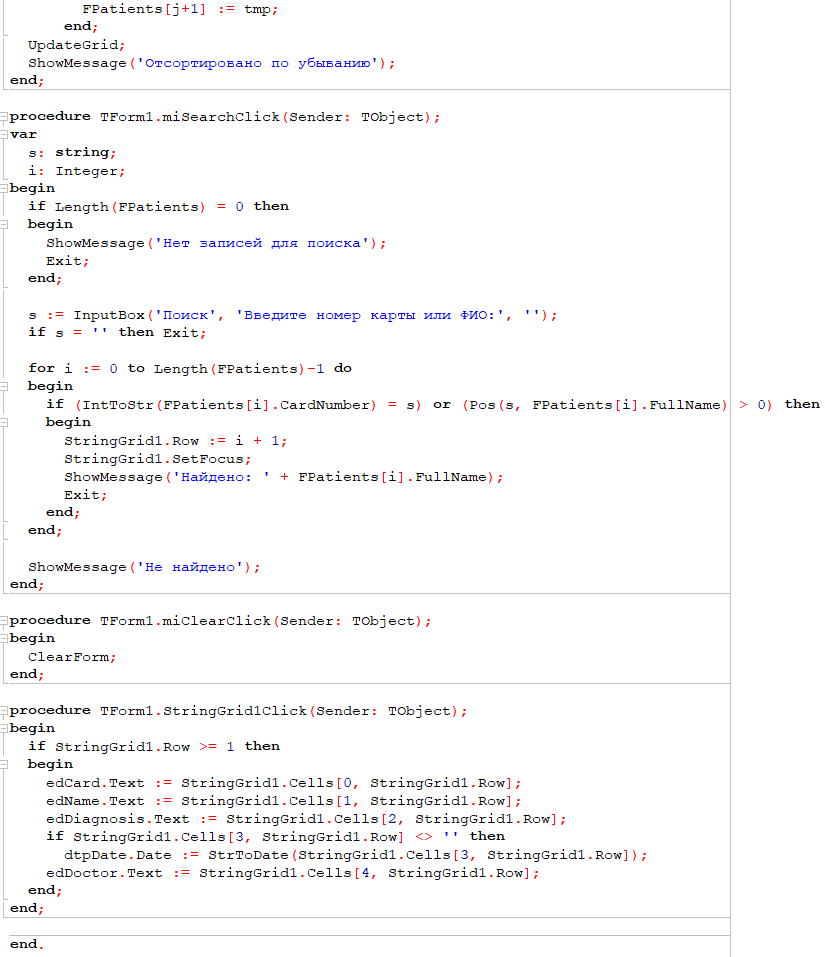 FPatients[j+1] := tmp;
      end;
  UpdateGrid;
  ShowMessage('Отсортировано по убыванию');
end;

procedure TForm1.miSearchClick(Sender: TObject);
var
  s: string;
  i: Integer;
begin
  if Length(FPatients) = 0 then
  begin
    ShowMessage('Нет записей для поиска');
    Exit;
  end;

  s := InputBox('Поиск', 'Введите номер карты или ФИО:', '');
  if s = '' then Exit;

  for i := 0 to Length(FPatients)-1 do
  begin
    if (IntToStr(FPatients[i].CardNumber) = s) or (Pos(s, FPatients[i].FullName) > 0) then
    begin
      StringGrid1.Row := i + 1;
      StringGrid1.SetFocus;
      ShowMessage('Найдено: ' + FPatients[i].FullName);
      Exit;
    end;
  end;

  ShowMessage('Не найдено');
end;

procedure TForm1.miClearClick(Sender: TObject);
begin
  ClearForm;
end;

procedure TForm1.StringGrid1Click(Sender: TObject);
begin
  if StringGrid1.Row >= 1 then
  begin
    edCard.Text := StringGrid1.Cells[0, StringGrid1.Row];
    edName.Text := StringGrid1.Cells[1, StringGrid1.Row];
    edDiagnosis.Text := StringGrid1.Cells[2, StringGrid1.Row];
    if StringGrid1.Cells[3, StringGrid1.Row] <> '' then
      dtpDate.Date := StrToDate(StringGrid1.Cells[3, StringGrid1.Row]);
    edDoctor.Text := StringGrid1.Cells[4, StringGrid1.Row];
  end;
end;

end.